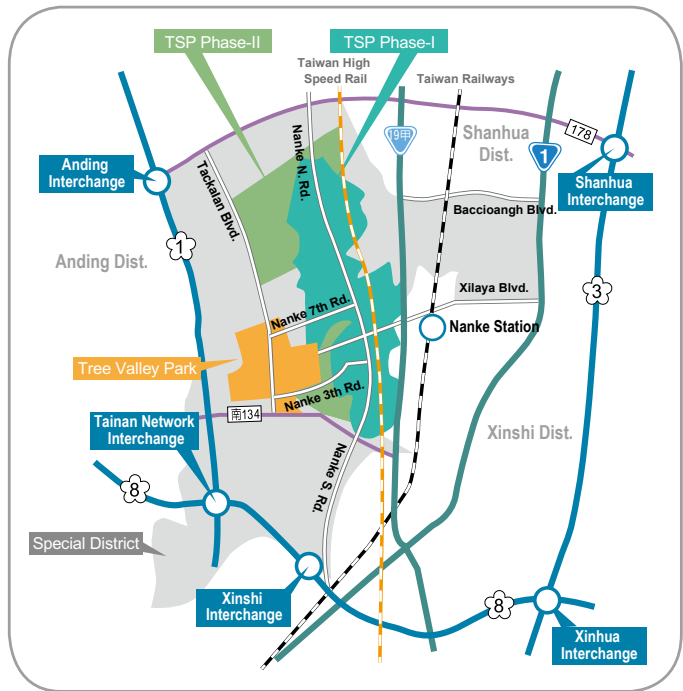 TSP Phase-II
TSP Phase-I
Taiwan High
Speed Rail
Taiwan Railways
19甲
Shanhua
Dist.
178
1
Anding
Interchange
Nanke N. Rd.
Tackalan Blvd.
Shanhua
Interchange
Baccioangh Blvd.
1
Anding Dist.
3
Xilaya Blvd.
Nanke 7th Rd.
Nanke Station
Tree Valley Park
Nanke 3th Rd.
南134
Tainan Network
Interchange
Xinshi Dist.
Nanke S. Rd.
8
Special District
Xinshi
Interchange
8
Xinhua
Interchange